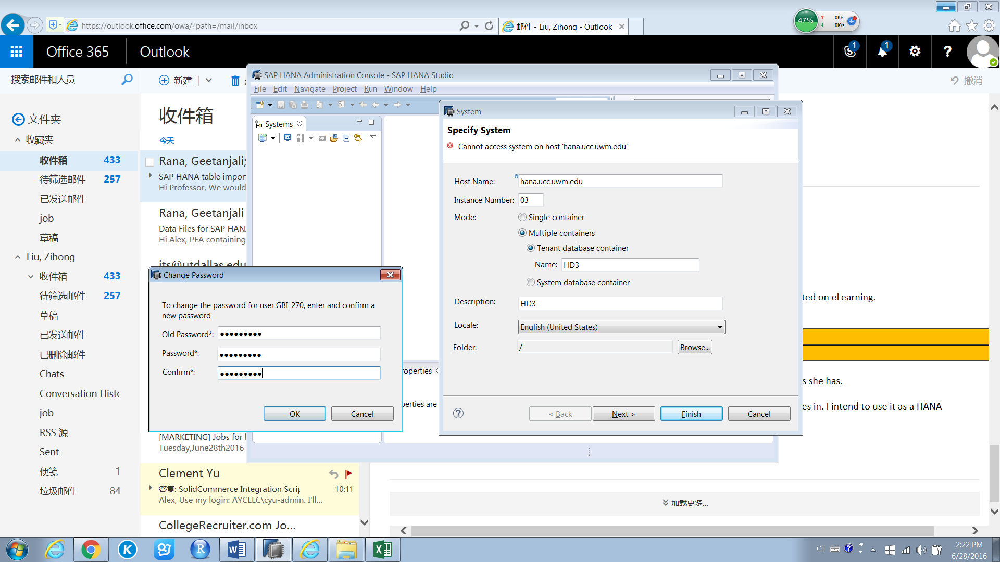 https://outlook.office.com/owa/?path=/mail/inbox
邮件 - Liu, Zihong - Outlook
47%
0K/s
0K/s
Office 365
Outlook
1
1
?
搜索邮件和人员
新建
撤消
文件夹
收藏夹
收件箱 433
待筛选邮件 257
已发送邮件
job
草稿
Liu, Zihong
收件箱 433
待筛选邮件 257
草稿
已发送邮件
已删除邮件
Chats
Conversation Histo
job
RSS 源
Sent
便笺 1
垃圾邮件 84
收件箱
今天
Rana, Geetanjali;
SAP HANA table impor
Hi Professor, We would
Rana, Geetanjali
Data Files for SAP HAN
Hi Alex, PFA containing
its@utdallas.edu
[MARKETING] Jobs for
Tuesday,June28th2016
Clement Yu
答复: SolidCommerce Integration Scrip
10:11
Alex, Use my login: AYCLLC\cyu-admin. I'll...
CollegeRecruiter.com Jo...
SAP HANA Administration Console - SAP HANA Studio
File Edit Navigate Project Run Window Help
Systems
SQL
roperties
perties are
System
Specify System
Cannot access system on host 'hana.ucc.uwm.edu'
Host Name: hana.ucc.uwm.edu
Instance Number: 03
Mode: Single container
Multiple containers
Tenant database container
Name: HD3
System database container
Description: HD3
Locale: English (United States)
Folder: / Browse...
?
< Back Next > Finish Cancel
Change Password
To change the password for user GBI_270, enter and confirm a
new password
Old Password*: ●●●●●●●●●
Password*: ●●●●●●●●●
Confirm*: ●●●●●●●●●
OK Cancel
ted on eLearning.
s she has.
es in. I intend to use it as a HANA
加载更多...
CH
2:22 PM
6/28/2016